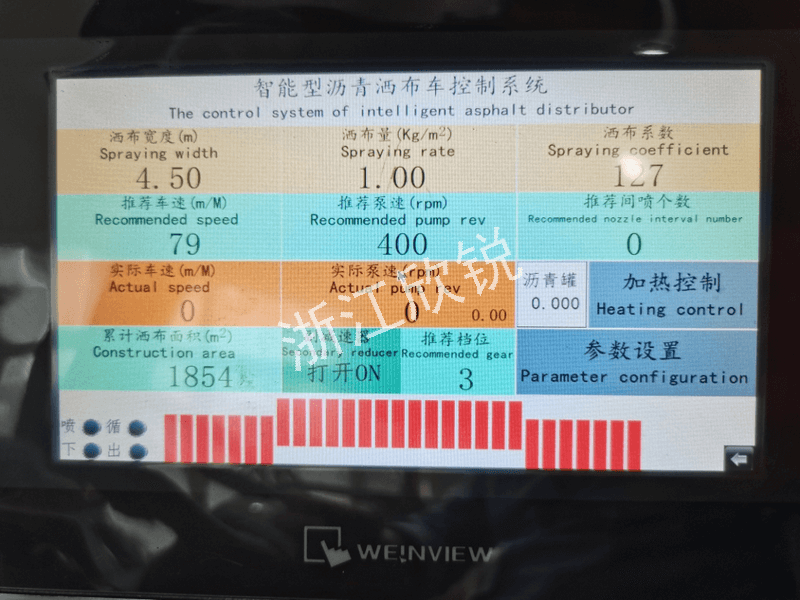 智能型沥青洒布车控制系统
The control system of intelligent asphalt distributor
洒布宽度(m)
Spraying width
4.50
洒布量(Kg/m²)
Spraying rate
1.00
洒布系数
Spraying coefficient
127
推荐车速(m/M)
Recommended speed
79
推荐泵速(rpm)
Recommended pump rev
400
推荐间喷个数
Recommended nozzle interval number
0
实际车速(m/M)
Actual speed
0
实际泵速(rpm)
Actual pump rev
0
0.00
沥青罐
0.000
加热控制
Heating control
累计洒布面积(m²)
Construction area
1854
减速器
Secondary reducer
打开ON
推荐档位
Recommended gear
3
参数设置
Parameter configuration
喷 循
下 出
浙江欣锐
WEINVIEW